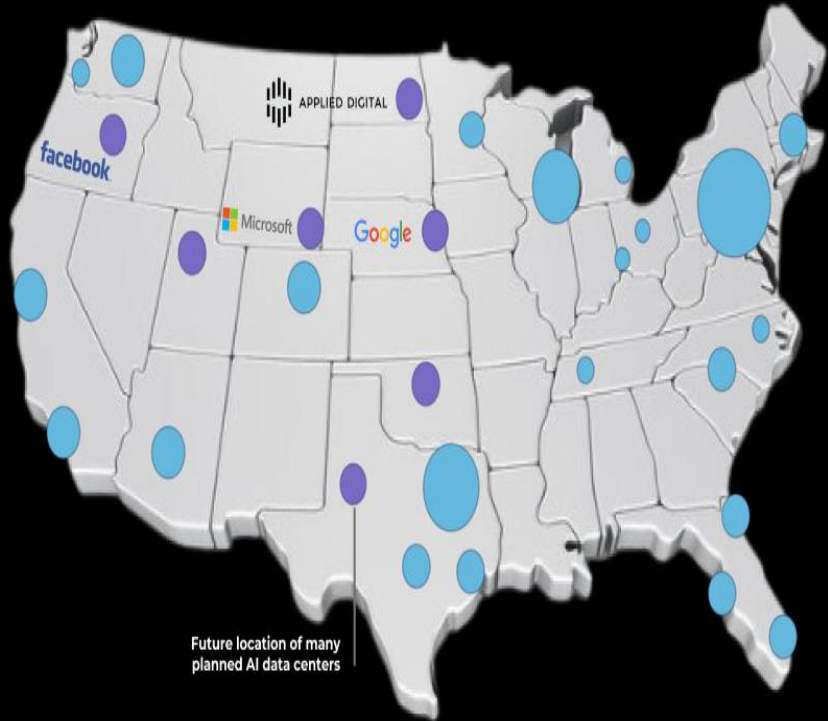 APPLIED DIGITAL
facebook
Microsoft
Google
Future location of many
planned AI data centers